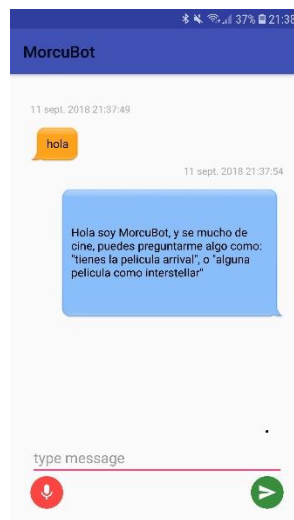 37% 21:38
MorcuBot
11 sept. 2018 21:37:49
hola
11 sept. 2018 21:37:54
Hola soy MorcuBot, y se mucho de
cine, puedes preguntarme algo como:
"tienes la pelicula arrival", o "alguna
pelicula como interstellar"
type message